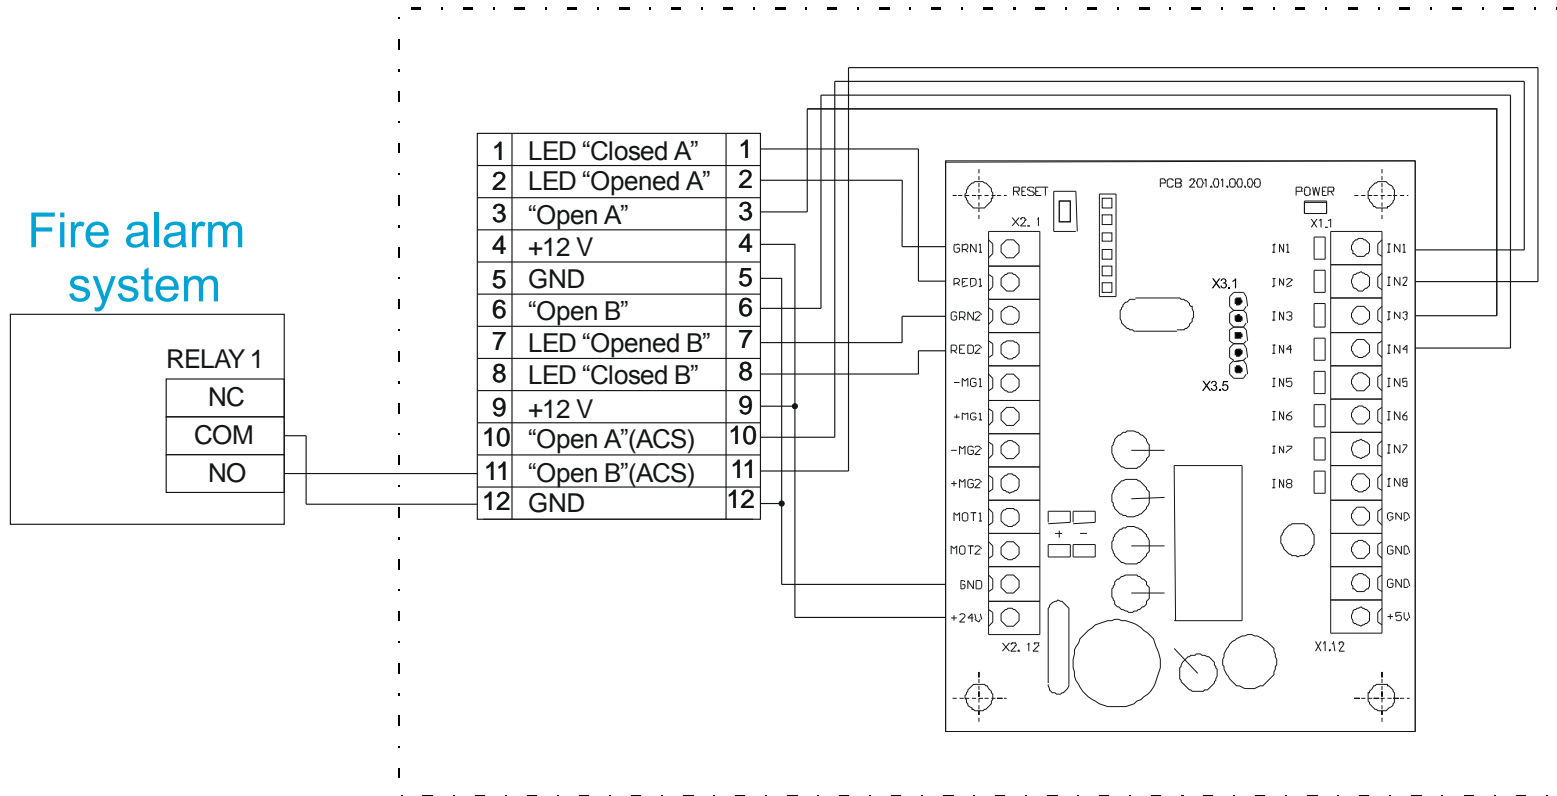 Fire alarm
system
RELAY 1
NC
COM
NO
1 LED “Closed A” 1
2 LED “Opened A” 2
3 “Open A” 3
4 +12 V 4
5 GND 5
6 “Open B” 6
7 LED “Opened B” 7
8 LED “Closed B” 8
9 +12 V 9
10 “Open A”(ACS) 10
11 “Open B”(ACS) 11
12 GND 12
PCB 201.01.00.00
RESET
POWER
X2. 1
X1.1
GRN1
RED1
GRN2
RED2
-MG1
+MG1
-MG2
+MG2
MOT1
MOT2
GND
+24V
X2. 12
X3.1
X3.5
+ -
IN1 IN1
IN2 IN2
IN3 IN3
IN4 IN4
IN5 IN5
IN6 IN6
IN7 IN7
IN8 IN8
GND
GND
GND
+5V
X1.12